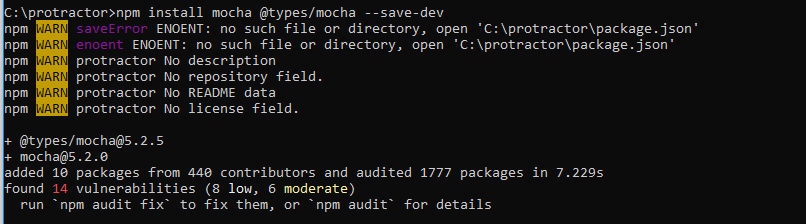 C:\protractor>npm install mocha @types/mocha --save-dev
npm WARN saveError ENOENT: no such file or directory, open 'C:\protractor\package.json'
npm WARN enoent ENOENT: no such file or directory, open 'C:\protractor\package.json'
npm WARN protractor No description
npm WARN protractor No repository field.
npm WARN protractor No README data
npm WARN protractor No license field.
+ @types/mocha@5.2.5
+ mocha@5.2.0
added 10 packages from 440 contributors and audited 1777 packages in 7.229s
found 14 vulnerabilities (8 low, 6 moderate)
run `npm audit fix` to fix them, or `npm audit` for details